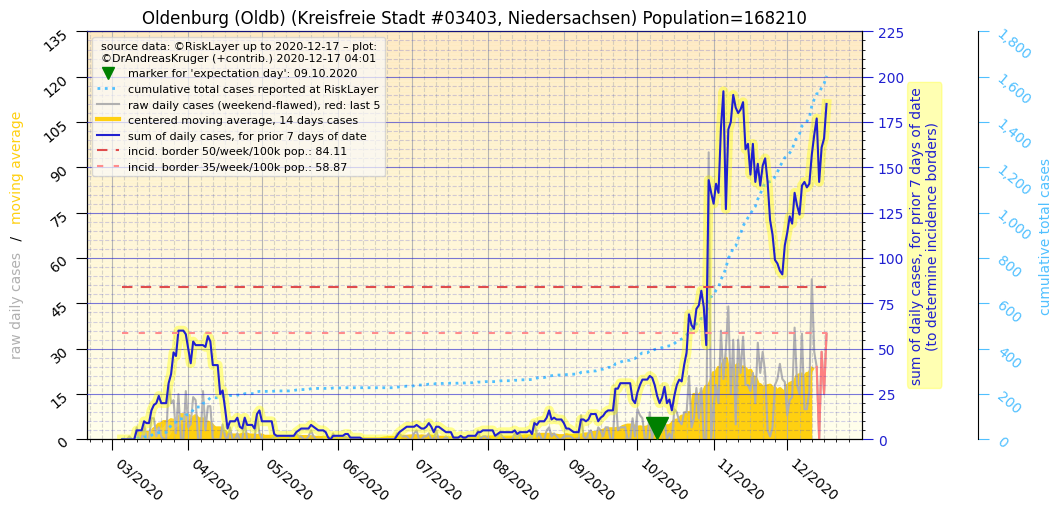 Oldenburg (Oldb) (Kreisfreie Stadt #03403, Niedersachsen) Population=168210
source data: ©RiskLayer up to 2020-12-17 – plot:
©DrAndreasKruger (+contrib.) 2020-12-17 04:01
marker for 'expectation day': 09.10.2020
cumulative total cases reported at RiskLayer
raw daily cases (weekend-flawed), red: last 5
centered moving average, 14 days cases
sum of daily cases, for prior 7 days of date
incid. border 50/week/100k pop.: 84.11
incid. border 35/week/100k pop.: 58.87
raw daily cases / moving average
135
120
105
90
75
60
45
30
15
0
225
200
175
150
125
100
75
50
25
0
sum of daily cases, for prior 7 days of date
(to determine incidence borders)
1,800
1,600
1,400
1,200
1,000
800
600
400
200
0
cumulative total cases
03/2020
04/2020
05/2020
06/2020
07/2020
08/2020
09/2020
10/2020
11/2020
12/2020